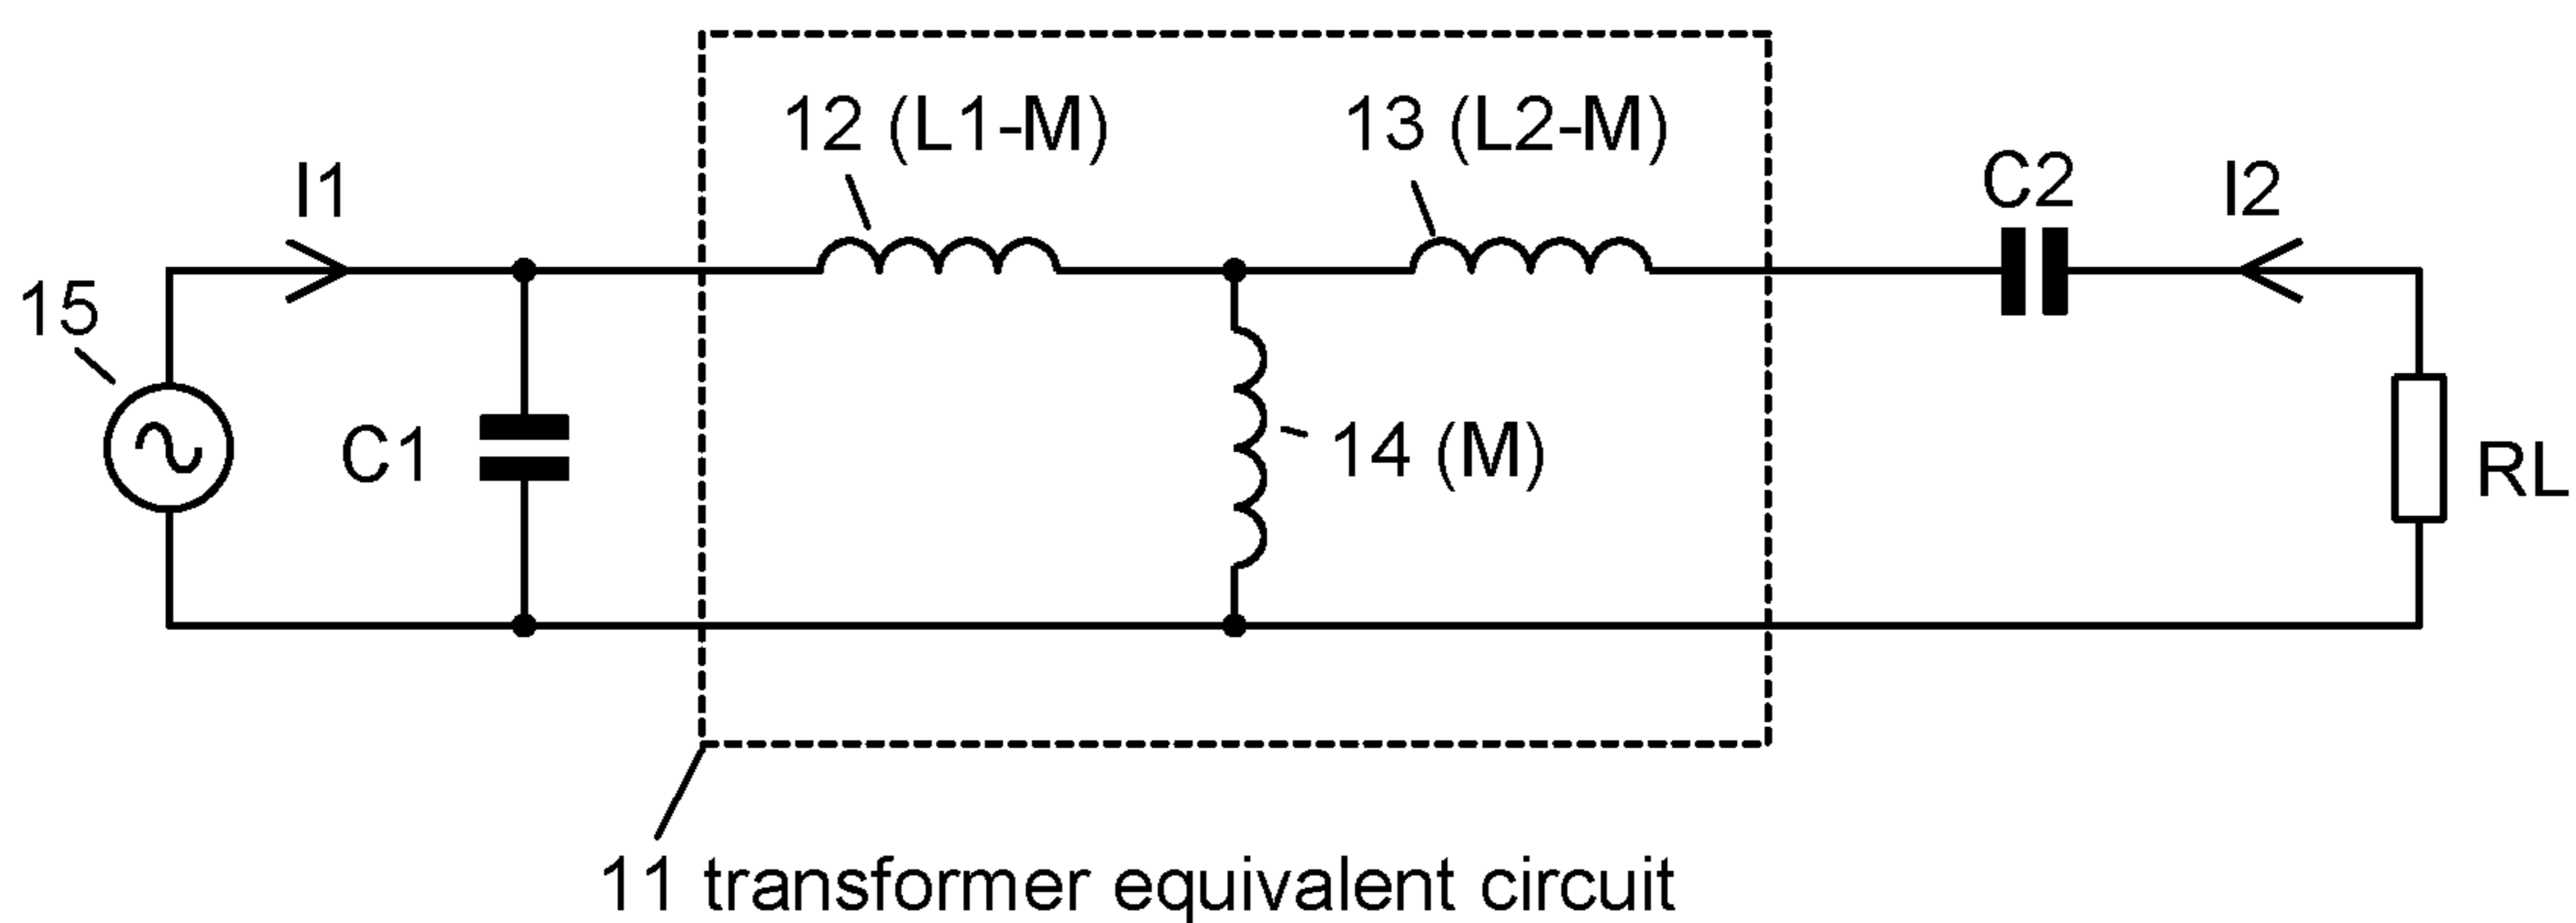 12 (L1-M)
13 (L2-M)
I1
C2
I2
15
C1
14 (M)
RL
11 transformer equivalent circuit